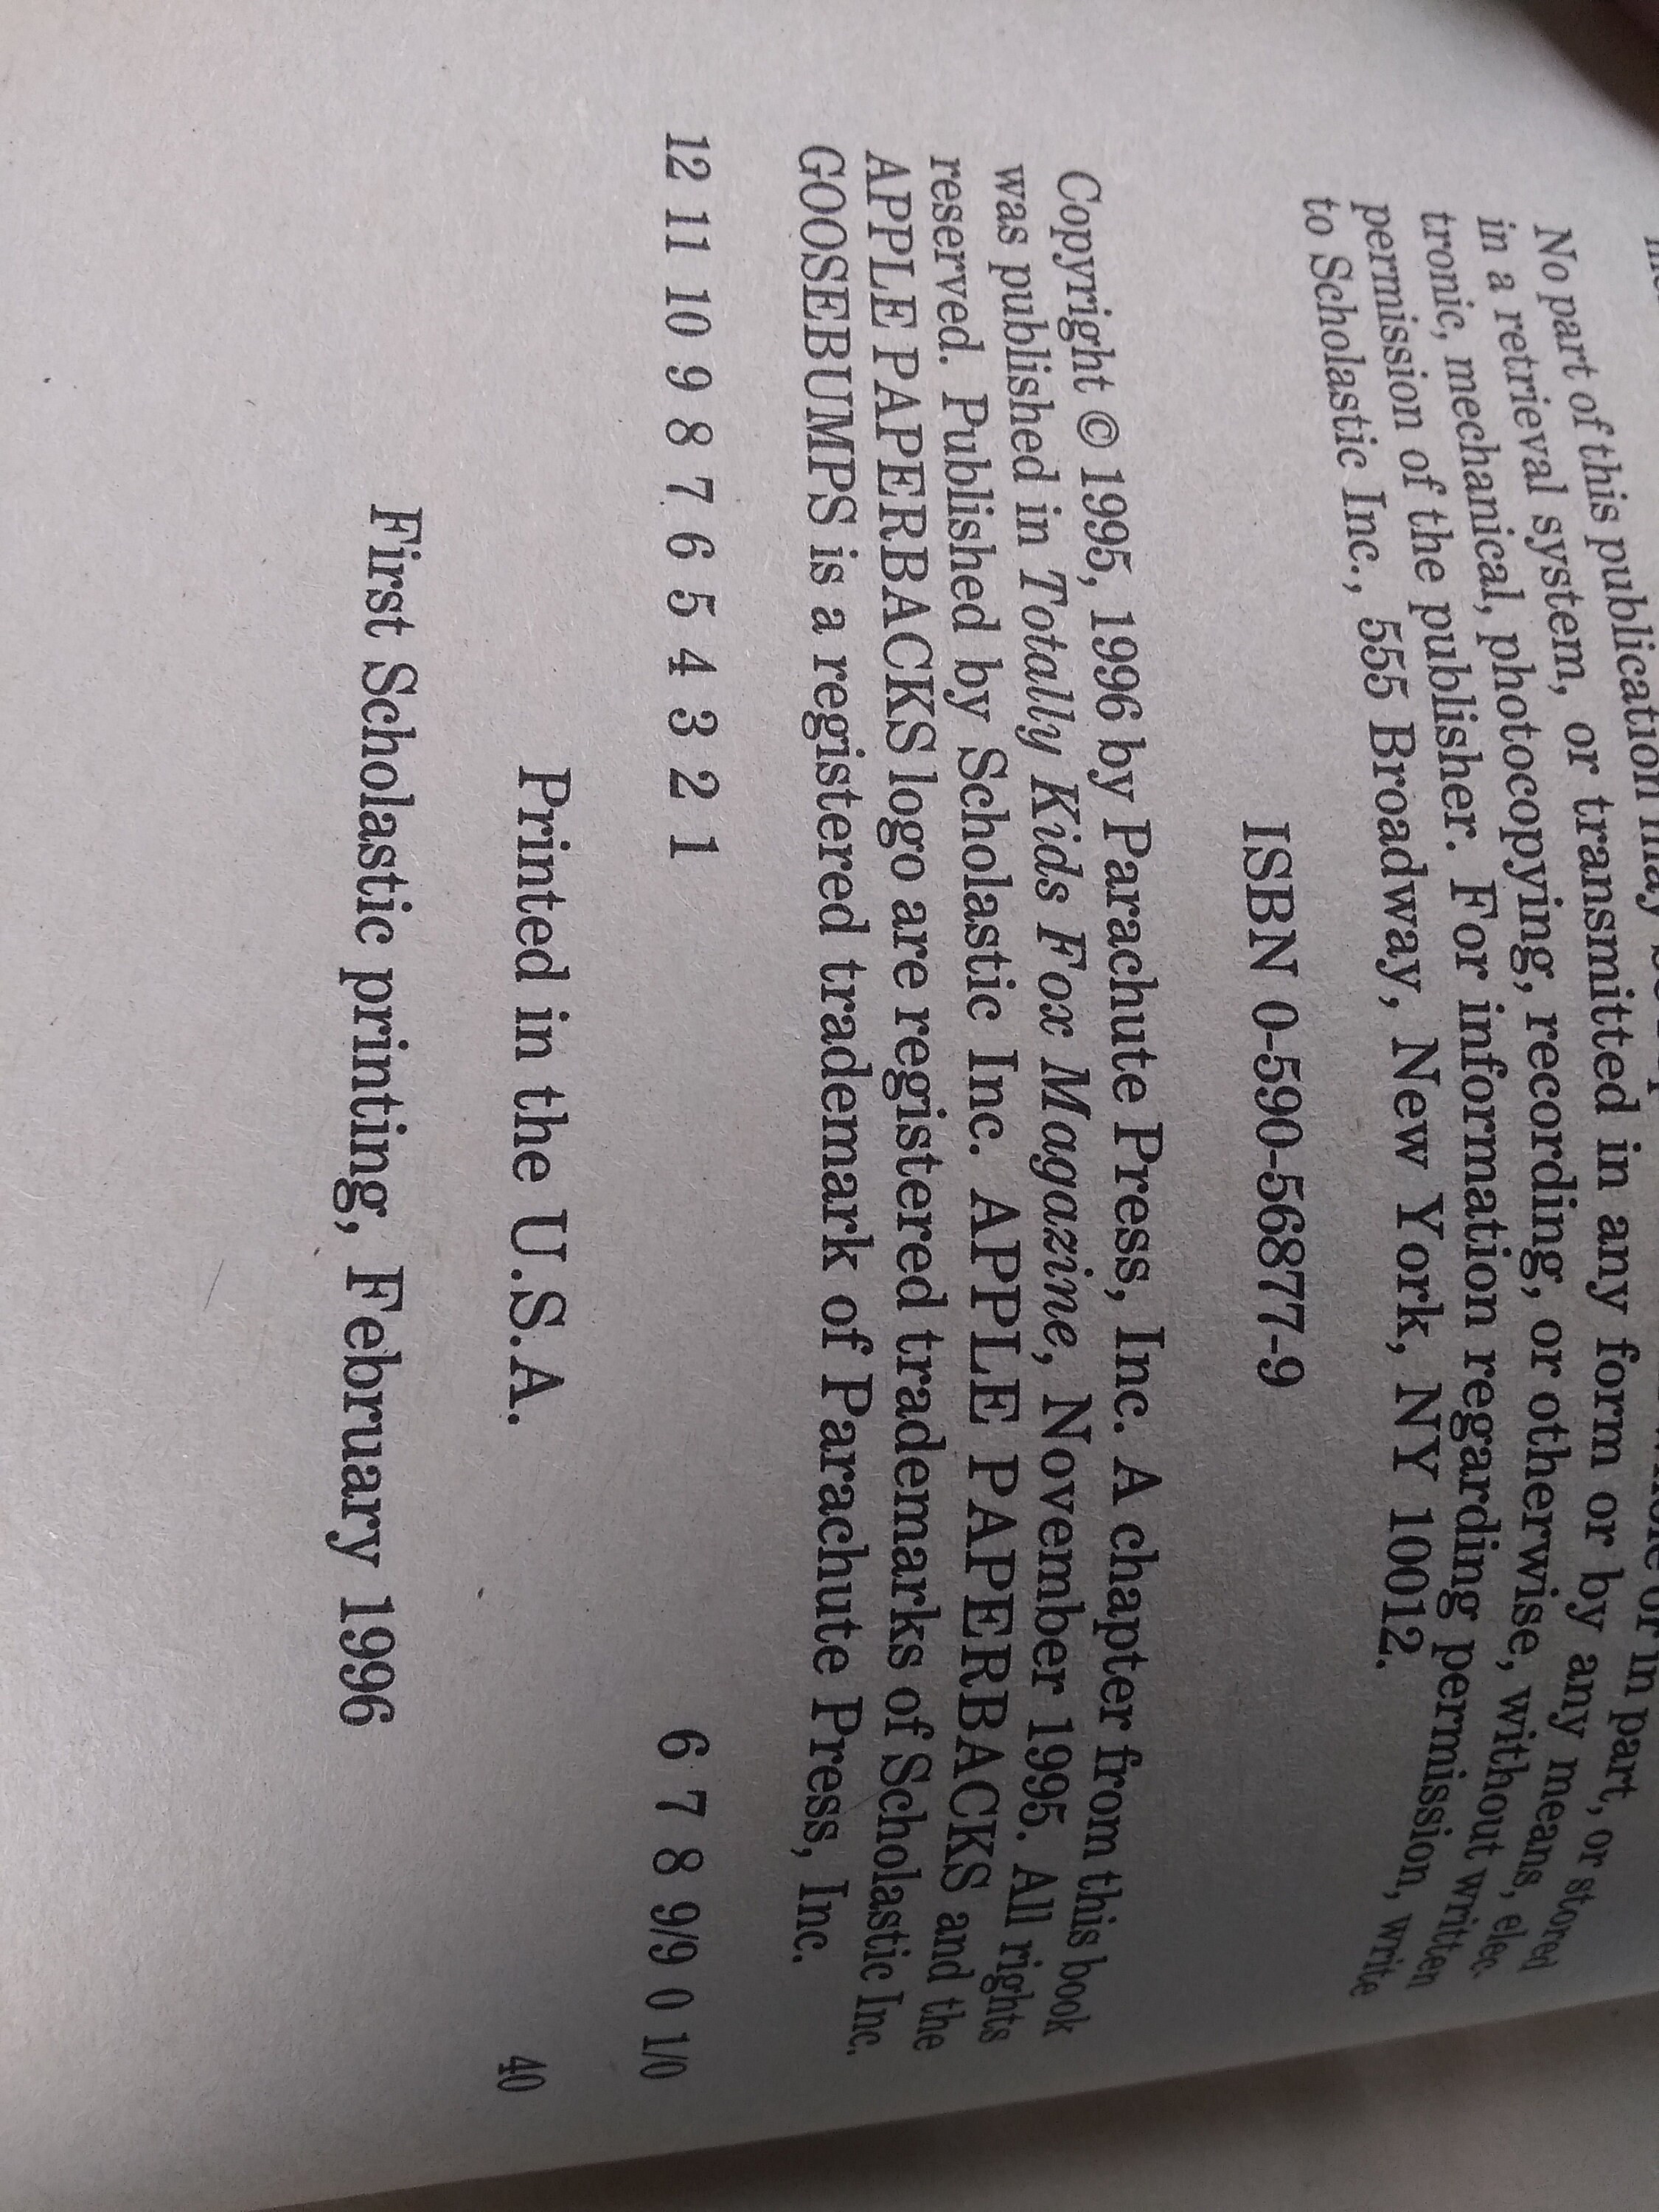 No part of this publication may be in whole or in part, or stored
in a retrieval system, or transmitted in any form or by any means, elec-
tronic, mechanical, photocopying, recording, or otherwise, without written
permission of the publisher. For information regarding permission, write
to Scholastic Inc., 555 Broadway, New York, NY 10012.
ISBN 0-590-56877-9
Copyright © 1995, 1996 by Parachute Press, Inc. A chapter from this book
was published in Totally Kids Fox Magazine, November 1995. All rights
reserved. Published by Scholastic Inc. APPLE PAPERBACKS and the
APPLE PAPERBACKS logo are registered trademarks of Scholastic Inc.
GOOSEBUMPS is a registered trademark of Parachute Press, Inc.
12 11 10 9 8 7 6 5 4 3 2 1 6 7 8 9/9 0 1/0
Printed in the U.S.A. 40
First Scholastic printing, February 1996